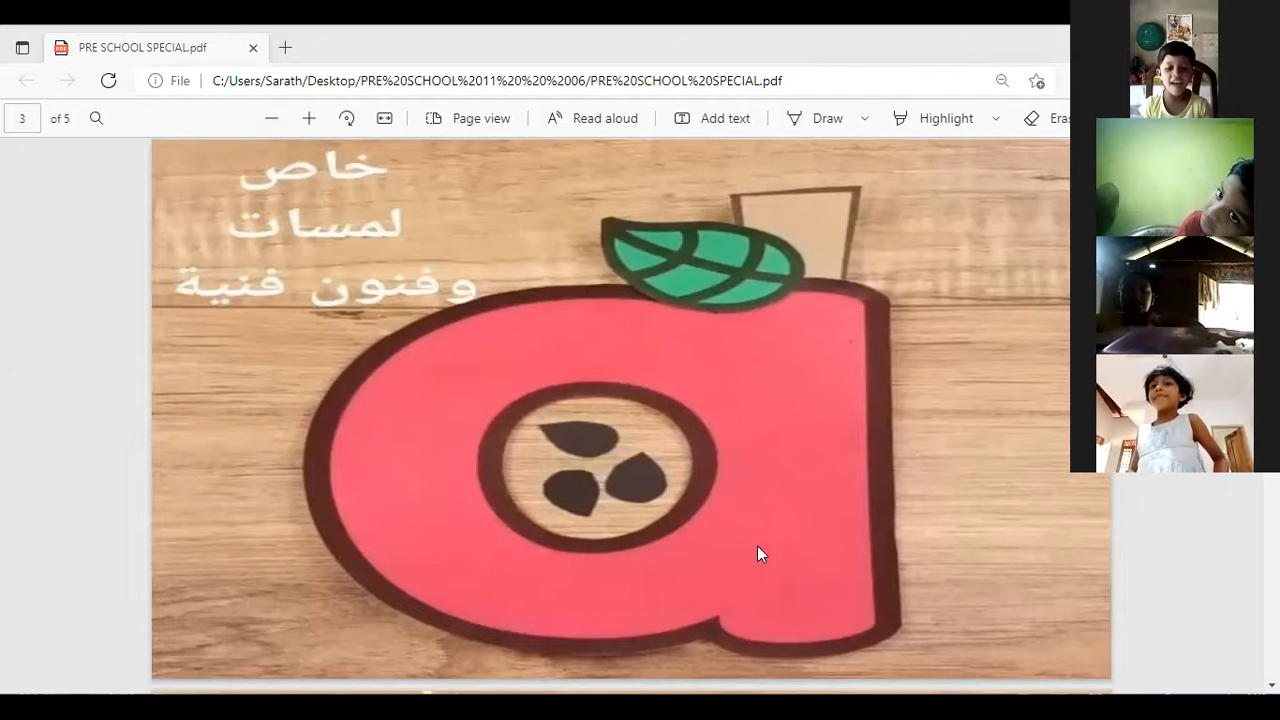 PRE SCHOOL SPECIAL.pdf
File C:/Users/Sarath/Desktop/PRE%20SCHOOL%2011%20%20%2006/PRE%20SCHOOL%20SPECIAL.pdf
3 of 5 Page view Read aloud Add text Draw Highlight Eras
خاص
لمسات
وفنون فنية
a